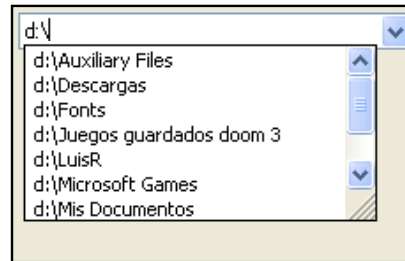 d:\
d:\Auxiliary Files
d:\Descargas
d:\Fonts
d:\Juegos guardados doom 3
d:\LuisR
d:\Microsoft Games
d:\Mis Documentos